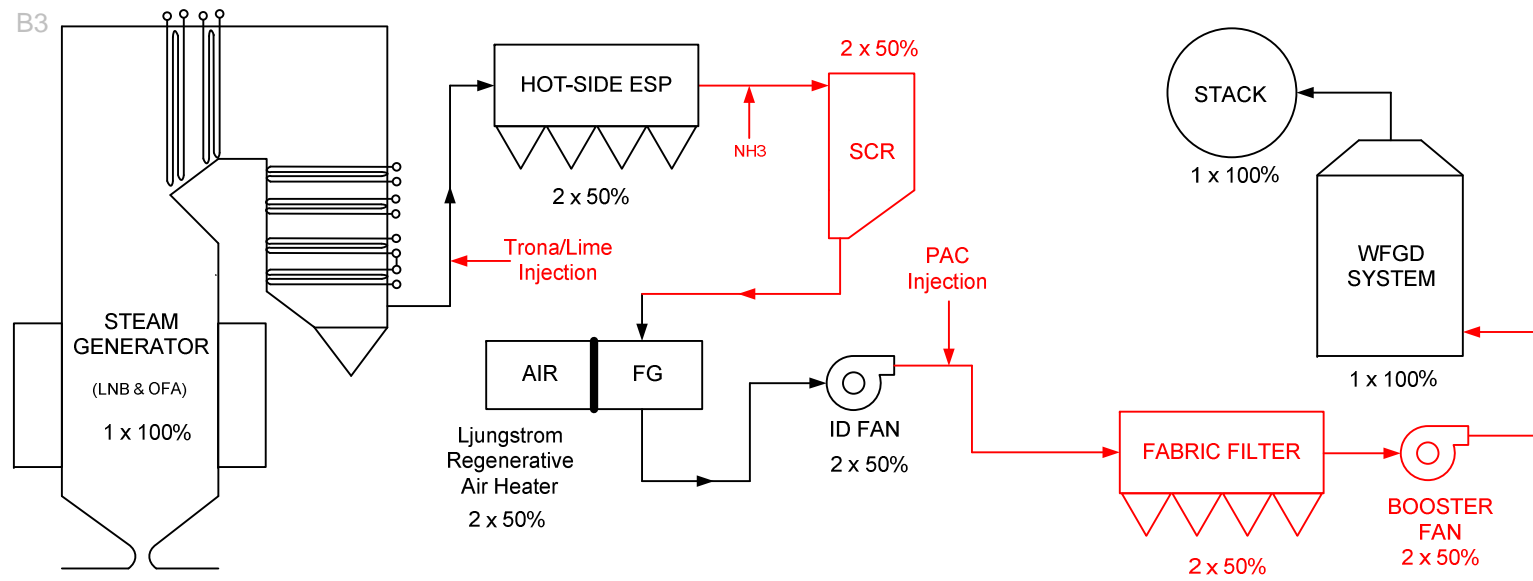 B3
STEAM
GENERATOR
(LNB & OFA)
1 x 100%
HOT-SIDE ESP
2 x 50%
Trona/Lime
Injection
NH3
2 x 50%
SCR
AIR
FG
Ljungstrom
Regenerative
Air Heater
2 x 50%
ID FAN
2 x 50%
PAC
Injection
FABRIC FILTER
2 x 50%
BOOSTER
FAN
2 x 50%
STACK
1 x 100%
WFGD
SYSTEM
1 x 100%